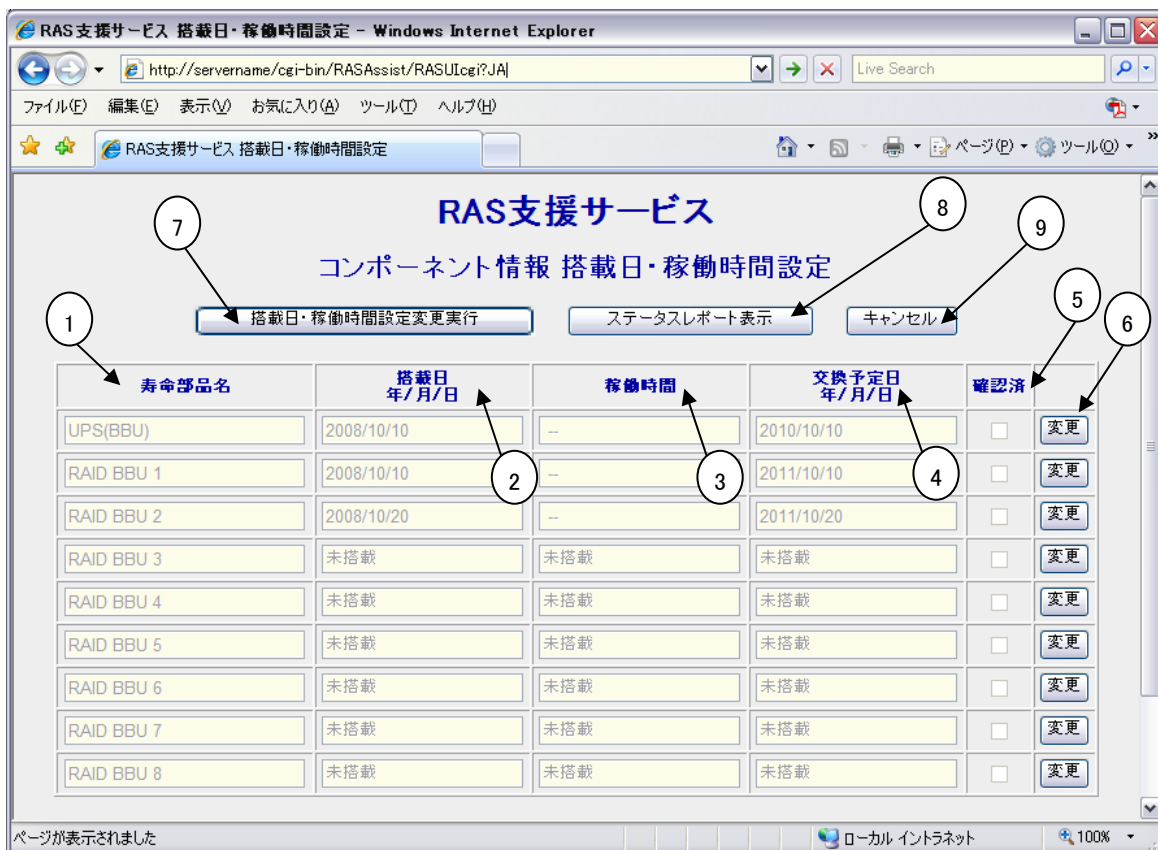 RAS支援サービス 搭載日・稼働時間設定 - Windows Internet Explorer
http://servername/cgi-bin/RASAssist/RASUIcgi?JA
Live Search
ファイル(F) 編集(E) 表示(V) お気に入り(A) ツール(T) ヘルプ(H)
RAS支援サービス 搭載日・稼働時間設定
ページ(P) ツール(O) »
RAS支援サービス
7
8
9
コンポーネント情報 搭載日・稼働時間設定
搭載日・稼働時間設定変更実行 ステータスレポート表示 キャンセル
1
5
6
寿命部品名 搭載日 年/月/日 稼働時間 交換予定日 年/月/日 確認済
UPS(BBU) 2008/10/10 -- 2010/10/10 変更
RAID BBU 1 2008/10/10 -- 2011/10/10 変更
2
3
4
RAID BBU 2 2008/10/20 -- 2011/10/20 変更
RAID BBU 3 未搭載 未搭載 未搭載 変更
RAID BBU 4 未搭載 未搭載 未搭載 変更
RAID BBU 5 未搭載 未搭載 未搭載 変更
RAID BBU 6 未搭載 未搭載 未搭載 変更
RAID BBU 7 未搭載 未搭載 未搭載 変更
RAID BBU 8 未搭載 未搭載 未搭載 変更
ページが表示されました ローカル イントラネット 100%